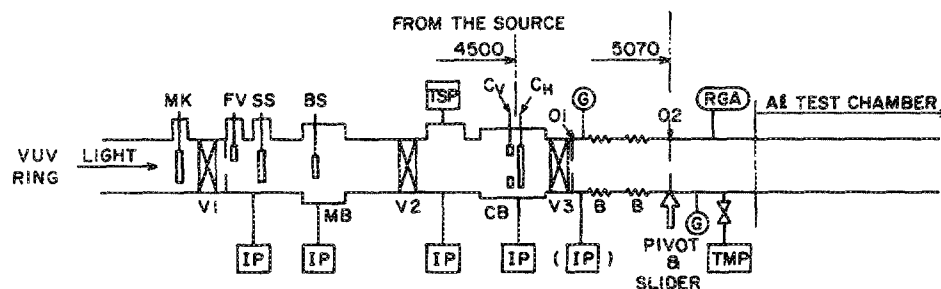 FROM THE SOURCE
4500
5070
MK
FV
SS
BS
TSP
CV
CH
O1
G
O2
RGA
Aℓ TEST CHAMBER
VUV
RING
LIGHT
V1
MB
V2
CB
V3
B
B
G
IP
IP
IP
IP
(IP)
PIVOT
&
SLIDER
TMP